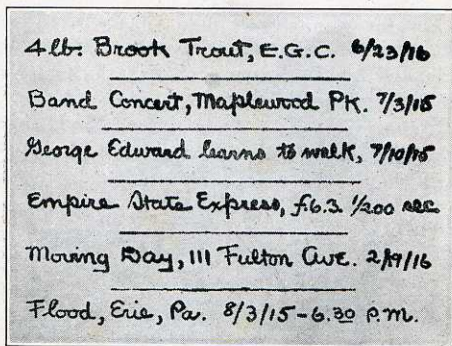 4 lb. Brook Trout, E.G.C. 6/23/16
Band Concert, Maplewood Pk. 7/3/15
George Edward learns to walk, 7/10/15
Empire State Express, f.6.3 1/200 sec
Moving Day, 111 Fulton Ave. 2/19/16
Flood, Erie, Pa. 8/3/15-6.30 P.M.